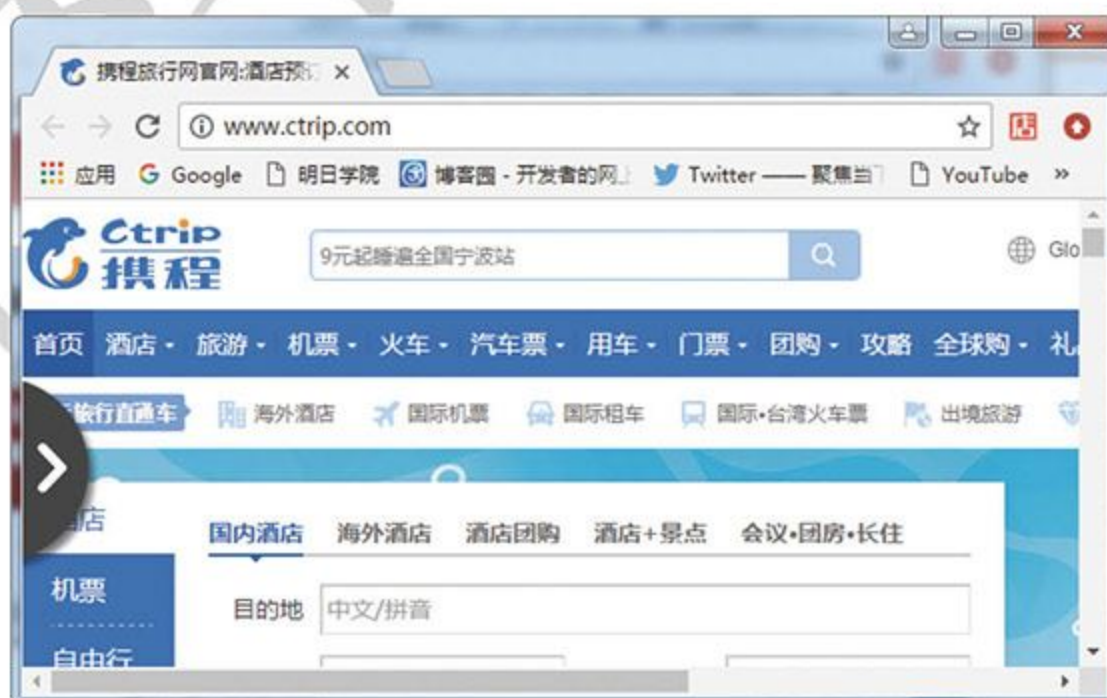 携程旅行网官网:酒店预
www.ctrip.com
应用 Google 明日学院 博客园 - 开发者的网 Twitter —— 聚焦当 YouTube »
Ctrip
携程
9元起睡遍全国宁波站
Glo
首页 酒店 旅游 机票 火车 汽车票 用车 门票 团购 攻略 全球购 礼
旅行直通车 海外酒店 国际机票 国际租车 国际•台湾火车票 出境旅游
店
国内酒店 海外酒店 酒店团购 酒店+景点 会议•团房•长住
机票
目的地 中文/拼音
自由行